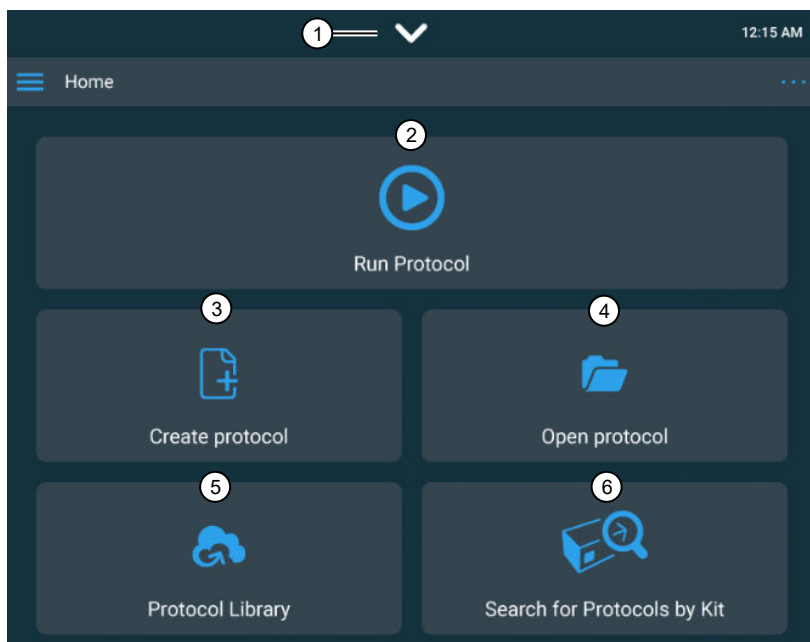 1
12:15 AM
Home
2
Run Protocol
3
4
Create protocol
Open protocol
5
6
Protocol Library
Search for Protocols by Kit